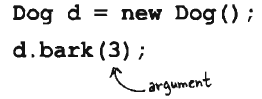 Dog d = new Dog();
d.bark(3);
argument